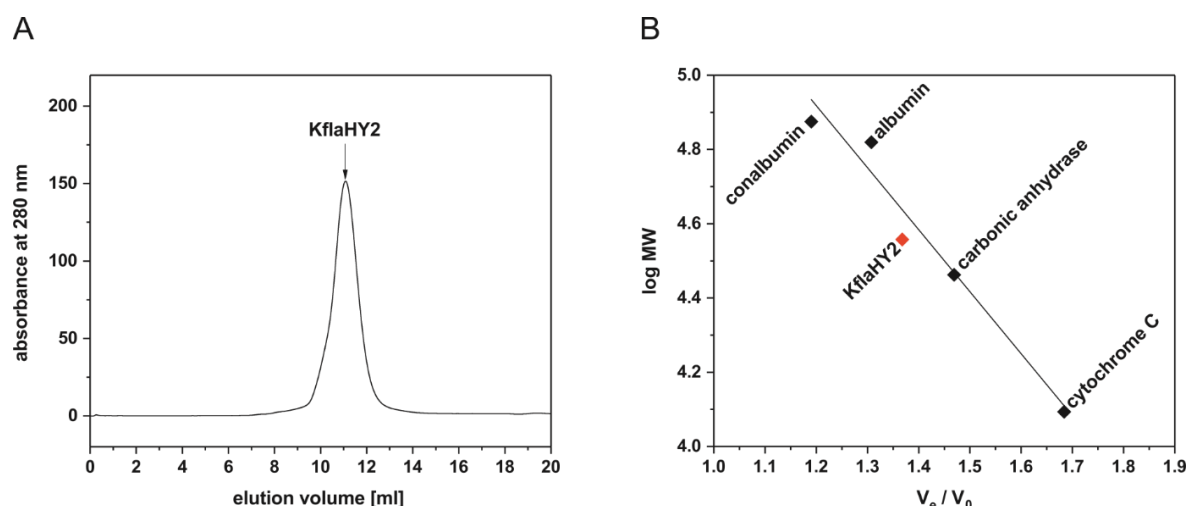 A
B
200
150
100
50
0
absorbance at 280 nm
KflaHY2
0 2 4 6 8 10 12 14 16 18 20
elution volume [ml]
5.0
4.8
4.6
4.4
4.2
4.0
log MW
conalbumin
albumin
KflaHY2
carbonic anhydrase
cytochrome C
1.0 1.1 1.2 1.3 1.4 1.5 1.6 1.7 1.8 1.9
Ve / V0